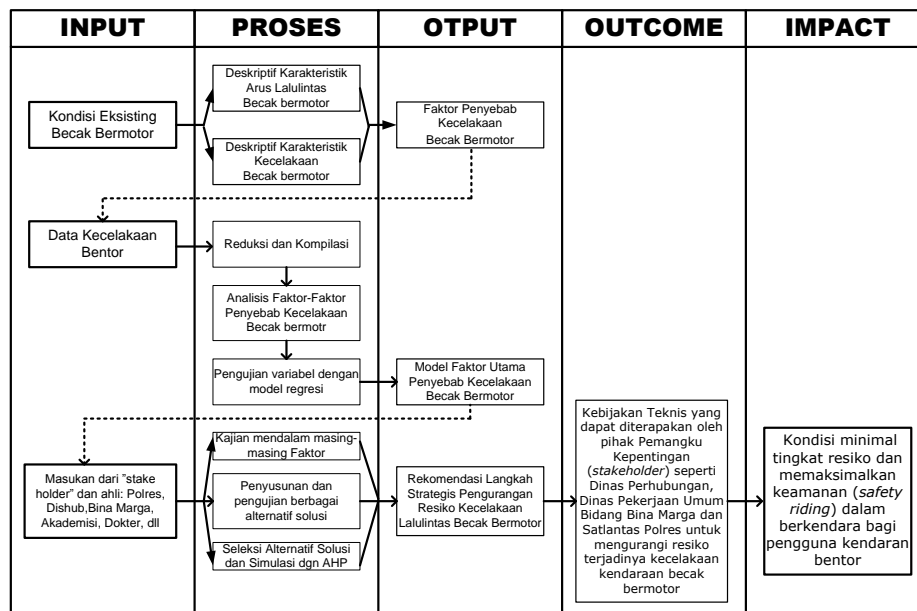 INPUT
PROSES
OTPUT
OUTCOME
IMPACT
Kondisi Eksisting
Becak Bermotor
Deskriptif Karakteristik
Arus Lalulintas
Becak bermotor
Deskriptif Karakteristik
Kecelakaan
Becak bermotor
Faktor Penyebab
Kecelakaan
Becak Bermotor
Data Kecelakaan
Bentor
Reduksi dan Kompilasi
Analisis Faktor-Faktor
Penyebab Kecelakaan
Becak bermotr
Pengujian variabel dengan
model regresi
Model Faktor Utama
Penyebab Kecelakaan
Becak Bermotor
Masukan dari "stake
holder" dan ahli: Polres,
Dishub,Bina Marga,
Akademisi, Dokter, dll
Kajian mendalam masing-
masing Faktor
Penyusunan dan
pengujian berbagai
alternatif solusi
Seleksi Alternatif Solusi
dan Simulasi dgn AHP
Rekomendasi Langkah
Strategis Pengurangan
Resiko Kecelakaan
Lalulintas Becak Bermotor
Kebijakan Teknis yang
dapat diterapakan oleh
pihak Pemangku
Kepentingan
(stakeholder) seperti
Dinas Perhubungan,
Dinas Pekerjaan Umum
Bidang Bina Marga dan
Satlantas Polres untuk
mengurangi resiko
terjadinya kecelakaan
kendaraan becak
bermotor
Kondisi minimal
tingkat resiko dan
memaksimalkan
keamanan (safety
riding) dalam
berkendara bagi
pengguna kendaran
bentor